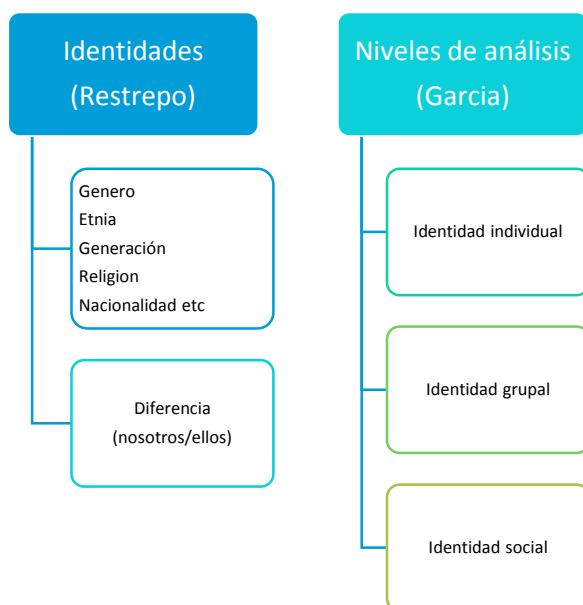 Identidades
(Restrepo)
Genero
Etnia
Generación
Religion
Nacionalidad etc
Diferencia
(nosotros/ellos)
Niveles de análisis
(Garcia)
Identidad individual
Identidad grupal
Identidad social